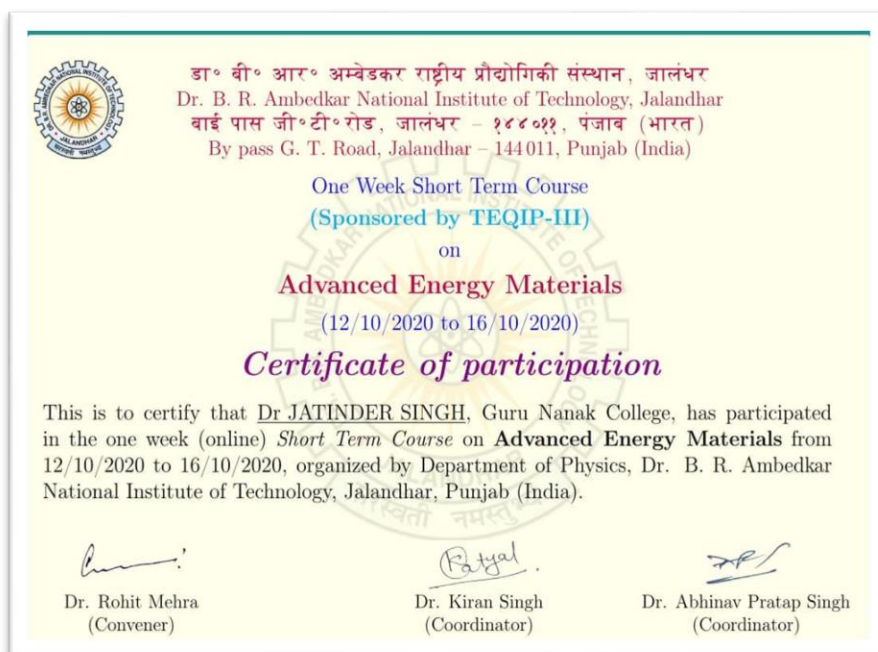 डा॰ बी॰ आर॰ अम्बेडकर राष्ट्रीय प्रौद्योगिकी संस्थान, जालंधर
Dr. B. R. Ambedkar National Institute of Technology, Jalandhar
बाई पास जी॰टी॰रोड, जालंधर – १४४०११, पंजाब (भारत)
By pass G. T. Road, Jalandhar – 144011, Punjab (India)
One Week Short Term Course
(Sponsored by TEQIP-III)
on
Advanced Energy Materials
(12/10/2020 to 16/10/2020)
Certificate of participation
This is to certify that Dr JATINDER SINGH, Guru Nanak College, has participated
in the one week (online) Short Term Course on Advanced Energy Materials from
12/10/2020 to 16/10/2020, organized by Department of Physics, Dr. B. R. Ambedkar
National Institute of Technology, Jalandhar, Punjab (India).
Katyal
Dr. Rohit Mehra
(Convener)
Dr. Kiran Singh
(Coordinator)
Dr. Abhinav Pratap Singh
(Coordinator)